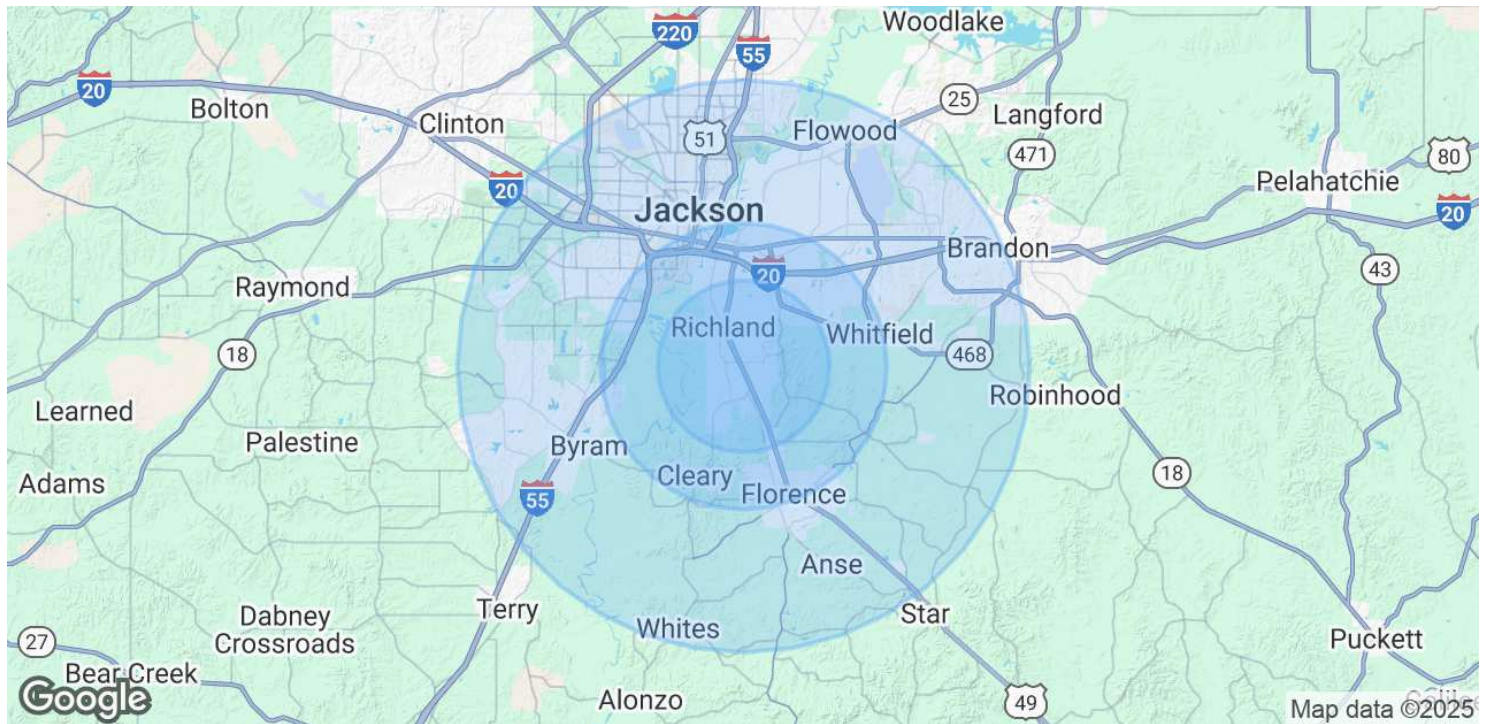 Woodlake
220
55
20
Bolton
25
Langford
Clinton
51
Flowood
471
80
20
Pelahatchie
20
Jackson
Brandon
20
43
Raymond
Richland
Whitfield
18
468
Robinhood
Learned
Palestine
Byram
Adams
Cleary
18
Florence
55
Anse
Terry
Star
Dabney
Crossroads
Whites
27
Puckett
Bear Creek
Google
Alonzo
49
Map data ©2025